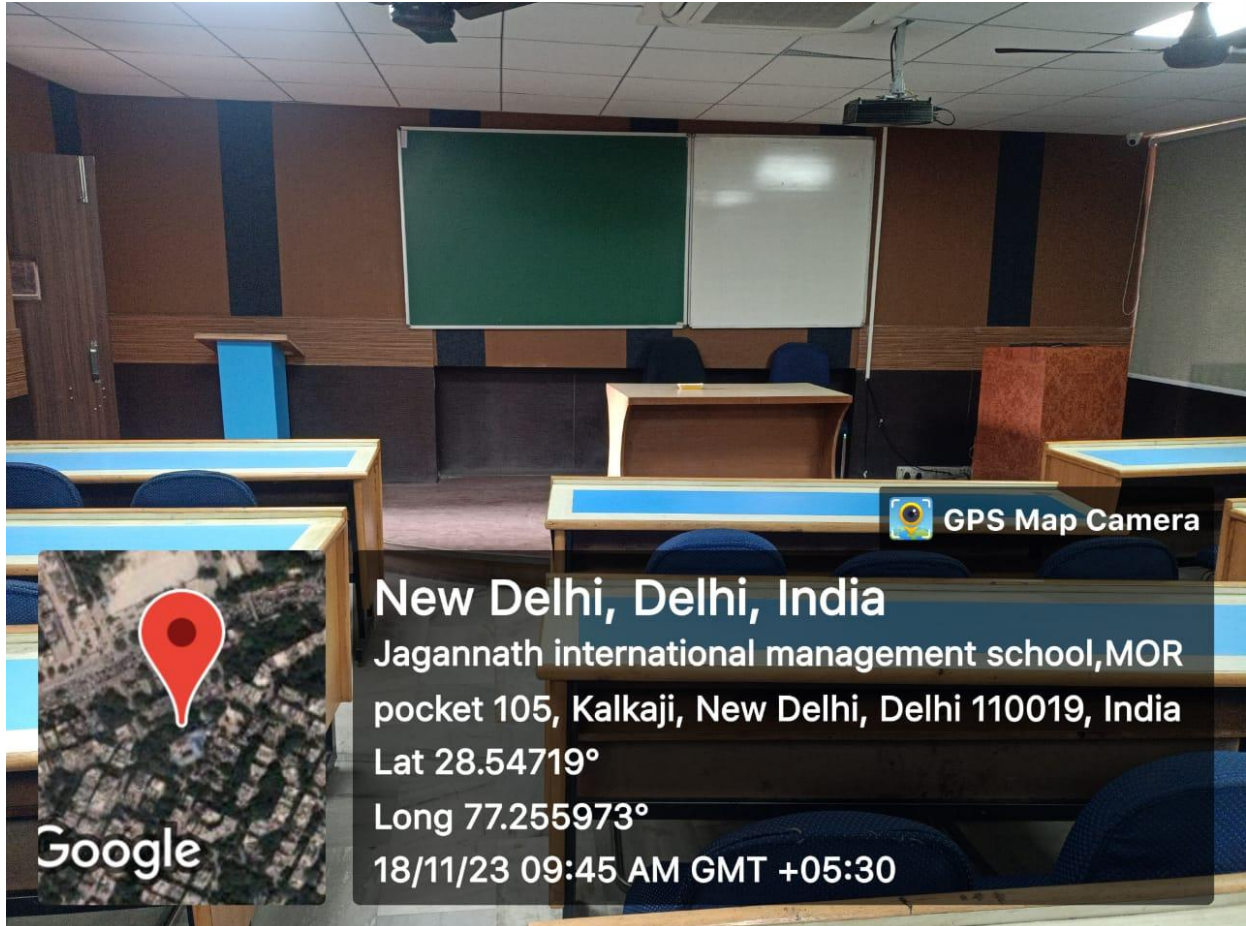 GPS Map Camera
New Delhi, Delhi, India
Jagannath international management school,MOR
pocket 105, Kalkaji, New Delhi, Delhi 110019, India
Lat 28.54719°
Long 77.255973°
18/11/23 09:45 AM GMT +05:30
Google